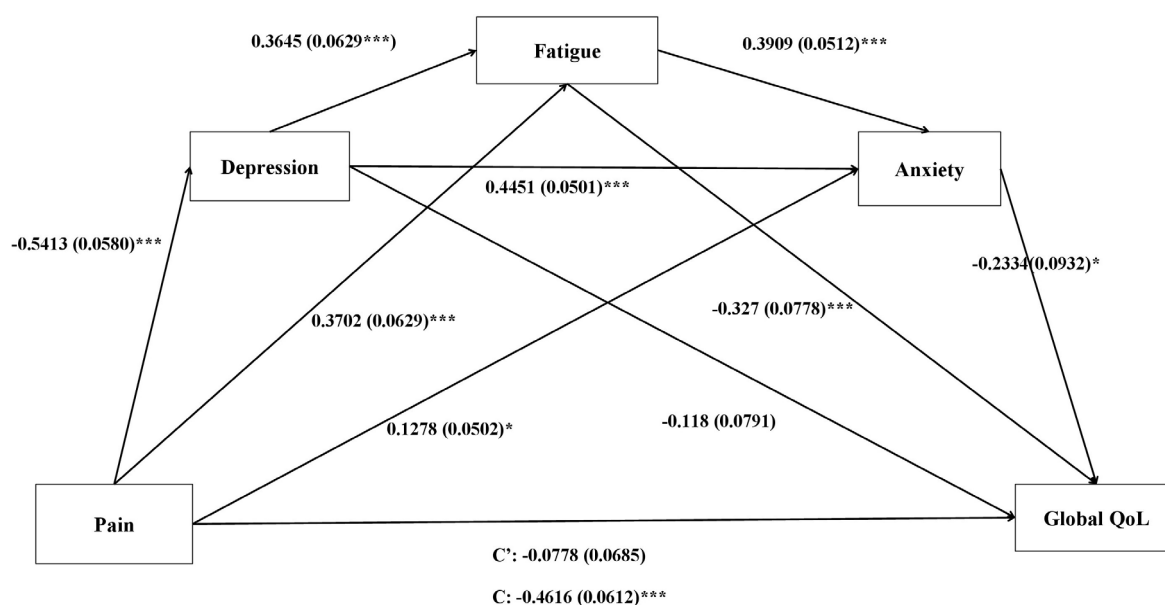 0.3645 (0.0629***)
Fatigue
0.3909 (0.0512)***
Depression
0.4451 (0.0501)***
Anxiety
-0.5413 (0.0580)***
-0.2334(0.0932)*
0.3702 (0.0629)***
-0.327 (0.0778)***
0.1278 (0.0502)*
-0.118 (0.0791)
Pain
Global QoL
C’: -0.0778 (0.0685)
C: -0.4616 (0.0612)***